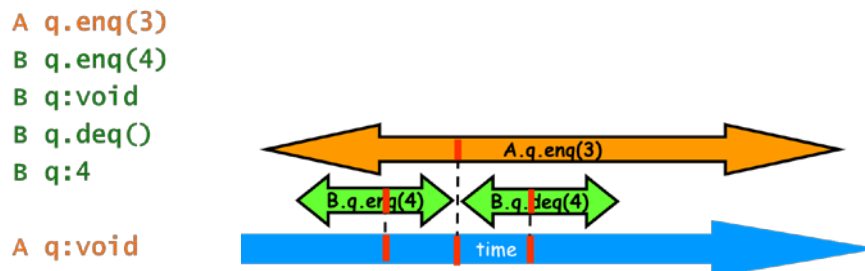 A q.enq(3)
B q.enq(4)
B q:void
B q.deq()
B q:4
A q:void
A.q.enq(3)
B.q.enq(4)
B.q.deq(4)
time